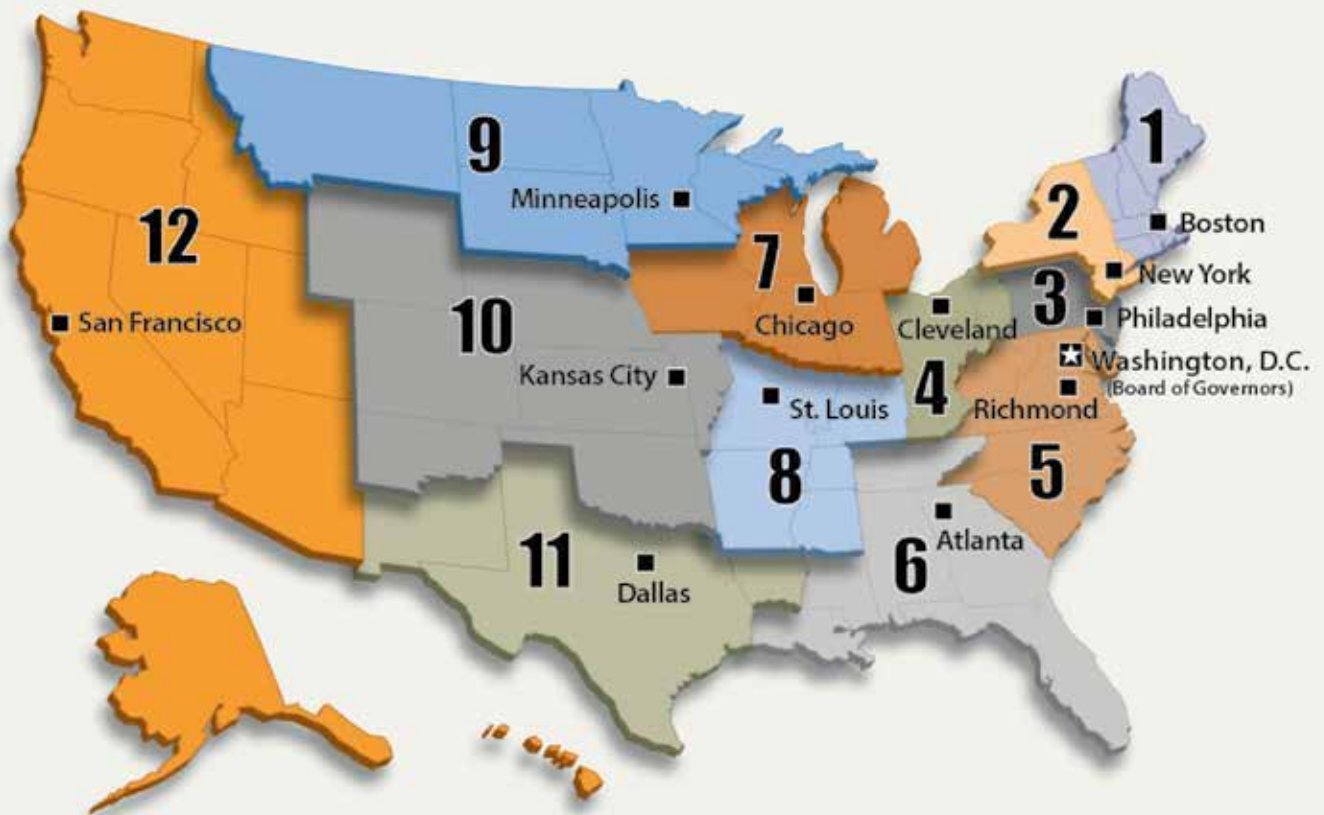 1
9
2
Minneapolis
12
Boston
7
New York
3
10
San Francisco
Chicago
Cleveland
Philadelphia
Washington, D.C.
(Board of Governors)
Kansas City
4
St. Louis
Richmond
8
5
Atlanta
11
6
Dallas